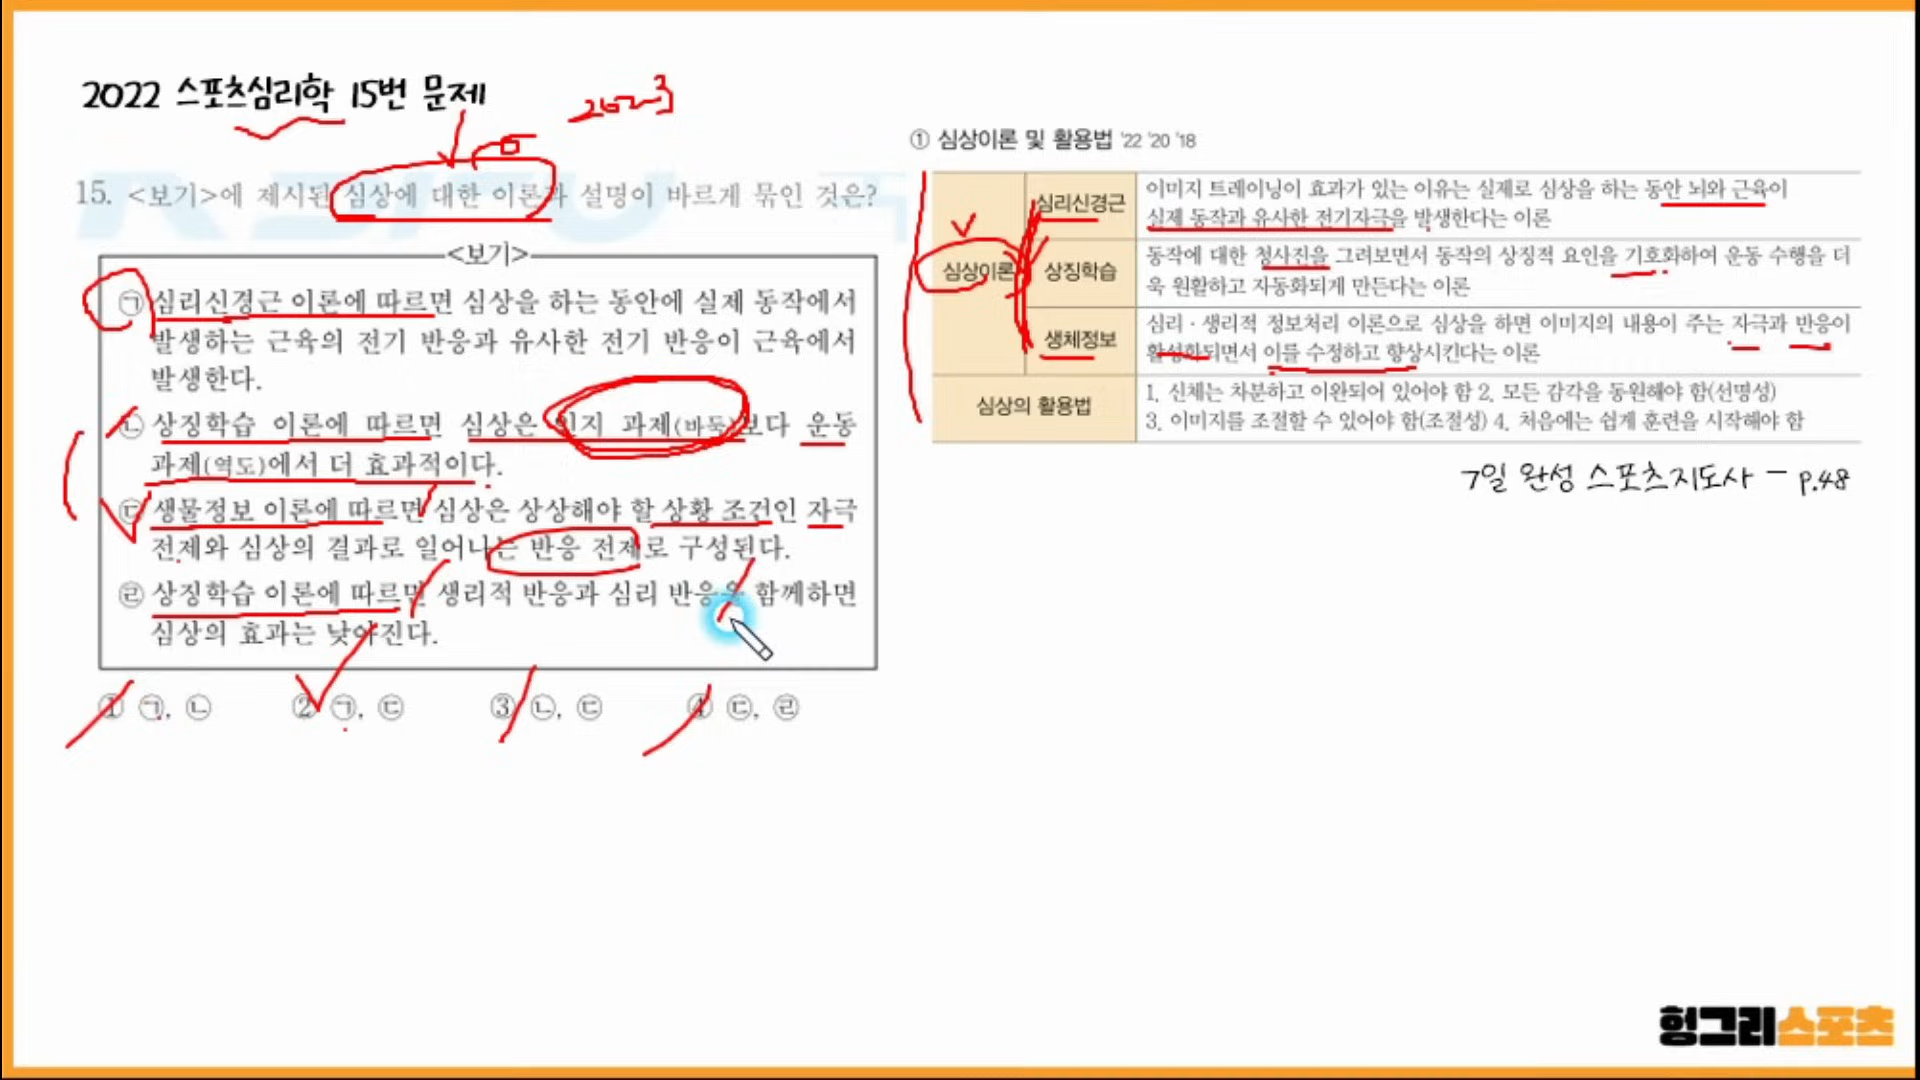 2022 스포츠심리학 15번 문제
2023
15. <보기>에 제시된 심상에 대한 이론과 설명이 바르게 묶인 것은?
<보기>
㉠ 심리신경근 이론에 따르면 심상을 하는 동안에 실제 동작에서
발생하는 근육의 전기 반응과 유사한 전기 반응이 근육에서
발생한다.
㉡ 상징학습 이론에 따르면 심상은 인지 과제(바둑)보다 운동
과제(역도)에서 더 효과적이다.
㉢ 생물정보 이론에 따르면 심상은 상상해야 할 상황 조건인 자극
전제와 심상의 결과로 일어나는 반응 전제로 구성된다.
㉣ 상징학습 이론에 따르면 생리적 반응과 심리 반응을 함께하면
심상의 효과는 낮아진다.
① ㉠, ㉡ ② ㉠, ㉢ ③ ㉡, ㉢ ④ ㉢, ㉣
① 심상이론 및 활용법 '22 '20 '18
심상이론
심리신경근
이미지 트레이닝이 효과가 있는 이유는 실제로 심상을 하는 동안 뇌와 근육이
실제 동작과 유사한 전기자극을 발생한다는 이론
상징학습
동작에 대한 청사진을 그려보면서 동작의 상징적 요인을 기호화하여 운동 수행을 더
욱 원활하고 자동화되게 만든다는 이론
생체정보
심리·생리적 정보처리 이론으로 심상을 하면 이미지의 내용이 주는 자극과 반응이
활성화되면서 이를 수정하고 향상시킨다는 이론
심상의 활용법
1. 신체는 차분하고 이완되어 있어야 함 2. 모든 감각을 동원해야 함(선명성)
3. 이미지를 조절할 수 있어야 함(조절성) 4. 처음에는 쉽게 훈련을 시작해야 함
7일 완성 스포츠지도사 - p.48
헝그리스포츠